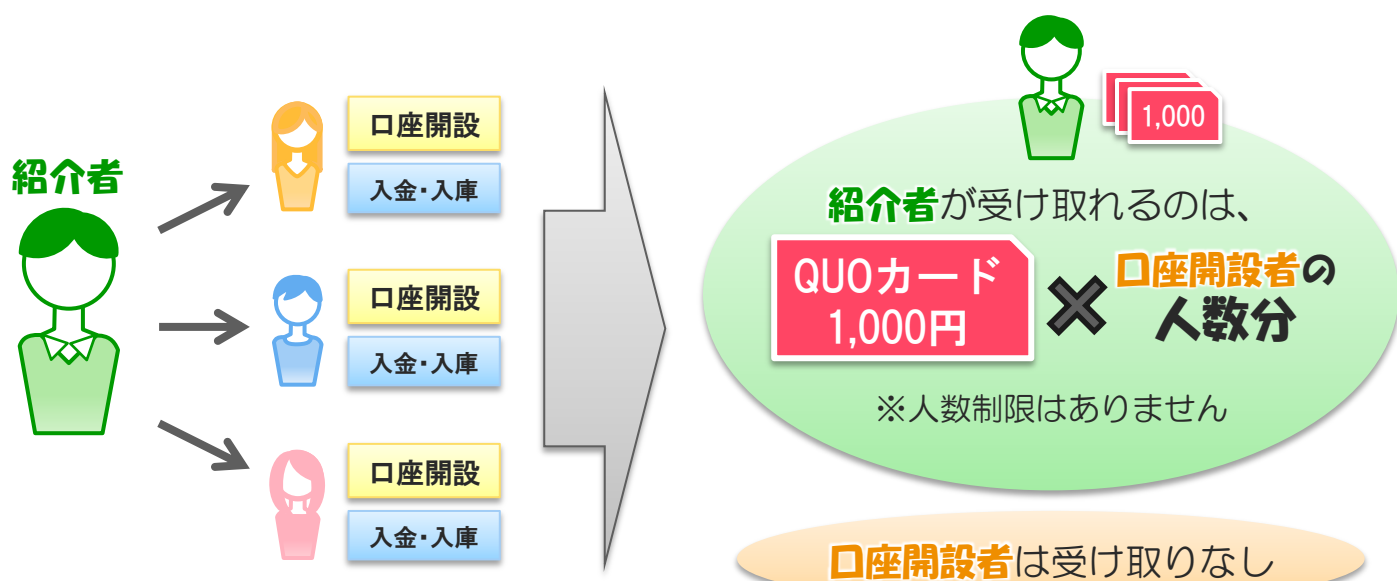 紹介者
口座開設
入金・入庫
口座開設
入金・入庫
口座開設
入金・入庫
1,000
紹介者が受け取れるのは、
QUOカード
1,000円
×
口座開設者の
人数分
※人数制限はありません
口座開設者は受け取りなし